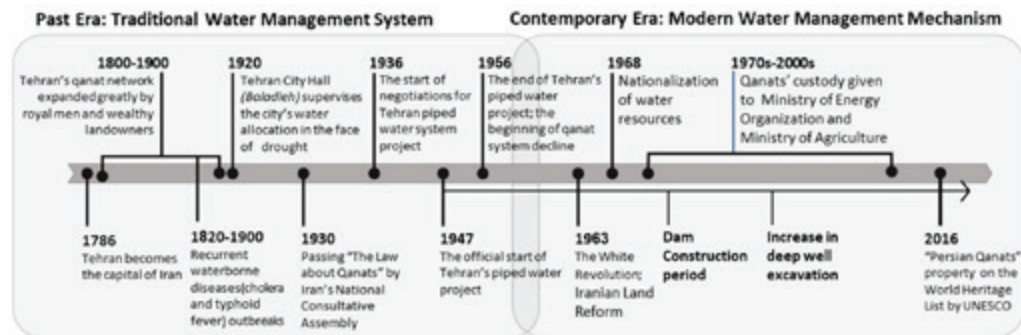 Past Era: Traditional Water Management System
Contemporary Era: Modern Water Management Mechanism
1800-1900
Tehran's qanat network
expanded greatly by
royal men and wealthy
landowners
1920
Tehran City Hall
(Baladieh) supervises
the city's water
allocation in the face
of drought
1936
The start of
negotiations for
Tehran piped
water system
project
1956
The end of Tehran's
piped water
project; the
beginning of qanat
system decline
1968
Nationalization
of water
resources
1970s-2000s
Qanats' custody given
to Ministry of Energy
Organization and
Ministry of Agriculture
1786
Tehran becomes
the capital of Iran
1820-1900
Recurrent
waterborne
diseases(cholera
and typhoid
fever) outbreaks
1930
Passing "The Law
about Qanats" by
Iran's National
Consultative
Assembly
1947
The official start of
Tehran's piped water
project
1963
The White
Revolution;
Iranian Land
Reform
Dam
Construction
period
Increase in
deep well
excavation
2016
"Persian Qanats"
property on the
World Heritage
List by UNESCO